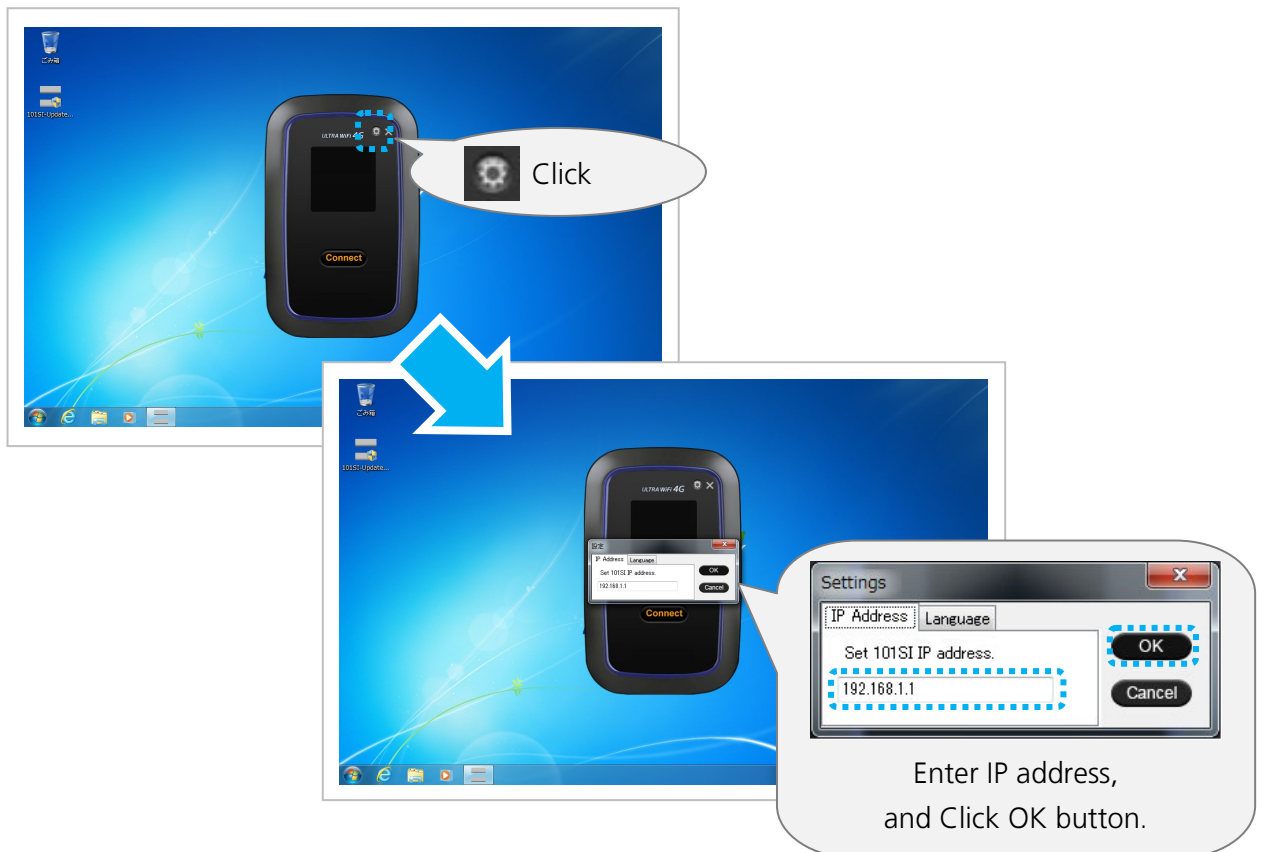 ごみ箱
101SI-Update...
ULTRA WiFi 4G
Connect
Click
ごみ箱
101SI-Update...
ULTRA WiFi 4G
設定
IP Address Language
Set 101SI IP address.
192.168.1.1
OK
Cancel
Connect
Settings
IP Address Language
Set 101SI IP address.
192.168.1.1
OK
Cancel
Enter IP address,
and Click OK button.